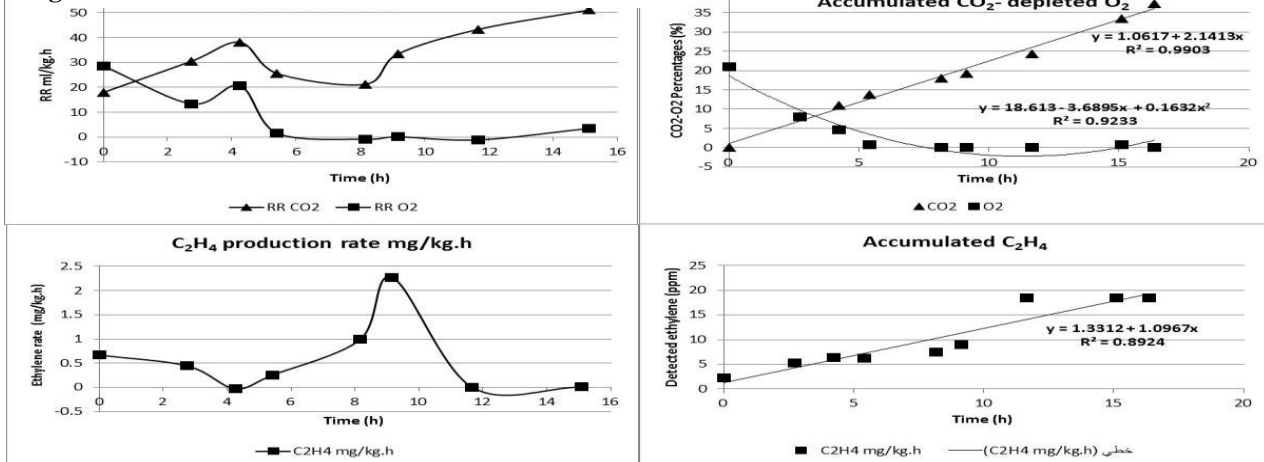 50
40
30
20
10
0
-10
RR ml/kg.h
0 2 4 6 8 10 12 14 16
Time (h)
RR CO2 RR O2
Accumulated CO₂- depleted O₂
35
30
25
20
15
10
5
0
-5
CO2-O2 Percentages (%)
y = 1.0617 + 2.1413x
R² = 0.9903
y = 18.613 - 3.6895x + 0.1632x²
R² = 0.9233
0 5 10 15 20
Time (h)
CO2 O2
C₂H₄ production rate mg/kg.h
2.5
2
1.5
1
0.5
0
-0.5
Ethylene rate (mg/kg.h)
0 2 4 6 8 10 12 14 16
Time (h)
C2H4 mg/kg.h
Accumulated C₂H₄
25
20
15
10
5
0
Detected ethylene (ppm)
y = 1.3312 + 1.0967x
R² = 0.8924
0 5 10 15 20
Time (h)
C2H4 mg/kg.h خطي (C2H4 mg/kg.h)